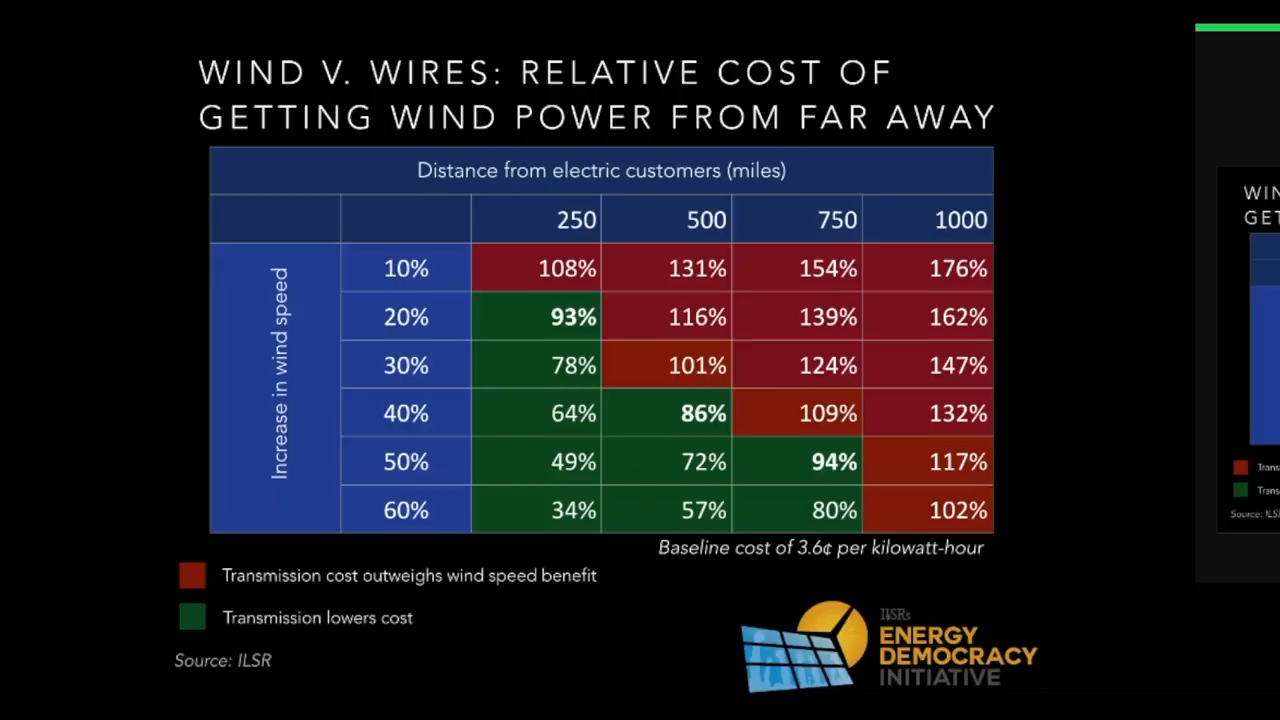 WIND V. WIRES: RELATIVE COST OF
GETTING WIND POWER FROM FAR AWAY
Distance from electric customers (miles)
250 500 750 1000
Increase in wind speed
10% 108% 131% 154% 176%
20% 93% 116% 139% 162%
30% 78% 101% 124% 147%
40% 64% 86% 109% 132%
50% 49% 72% 94% 117%
60% 34% 57% 80% 102%
Baseline cost of 3.6¢ per kilowatt-hour
Transmission cost outweighs wind speed benefit
Transmission lowers cost
Source: ILSR
ILSR's
ENERGY
DEMOCRACY
INITIATIVE